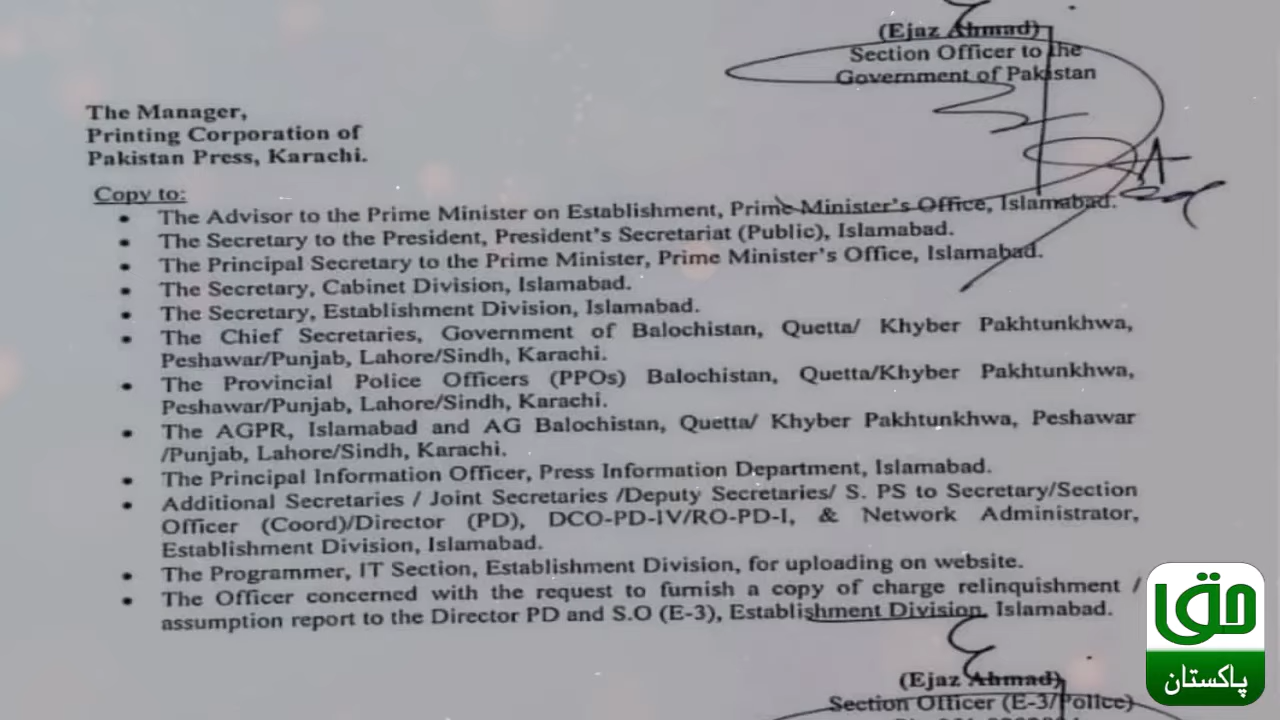 (Ejaz Ahmad)
Section Officer to the
Government of Pakistan
The Manager,
Printing Corporation of
Pakistan Press, Karachi.
Copy to:
• The Advisor to the Prime Minister on Establishment, Prime Minister's Office, Islamabad.
• The Secretary to the President, President's Secretariat (Public), Islamabad.
• The Principal Secretary to the Prime Minister, Prime Minister's Office, Islamabad.
• The Secretary, Cabinet Division, Islamabad.
• The Secretary, Establishment Division, Islamabad.
• The Chief Secretaries, Government of Balochistan, Quetta/ Khyber Pakhtunkhwa,
Peshawar/Punjab, Lahore/Sindh, Karachi.
• The Provincial Police Officers (PPOs) Balochistan, Quetta/Khyber Pakhtunkhwa,
Peshawar/Punjab, Lahore/Sindh, Karachi.
• The AGPR, Islamabad and AG Balochistan, Quetta/ Khyber Pakhtunkhwa, Peshawar
/Punjab, Lahore/Sindh, Karachi.
• The Principal Information Officer, Press Information Department, Islamabad.
• Additional Secretaries / Joint Secretaries /Deputy Secretaries/ S. PS to Secretary/Section
Officer (Coord)/Director (PD), DCO-PD-IV/RO-PD-I, & Network Administrator,
Establishment Division, Islamabad.
• The Programmer, IT Section, Establishment Division, for uploading on website.
• The Officer concerned with the request to furnish a copy of charge relinquishment /
assumption report to the Director PD and S.O (E-3), Establishment Division, Islamabad.
(Ejaz Ahmad)
Section Officer (E-3/Police)
پاکستان